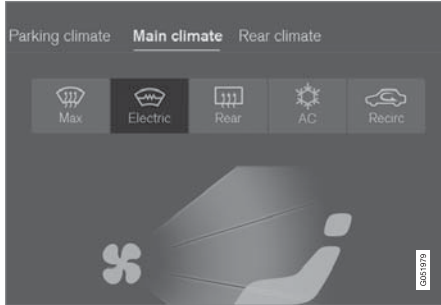 Parking climate Main climate Rear climate
Max Electric Rear AC Recirc
G051979